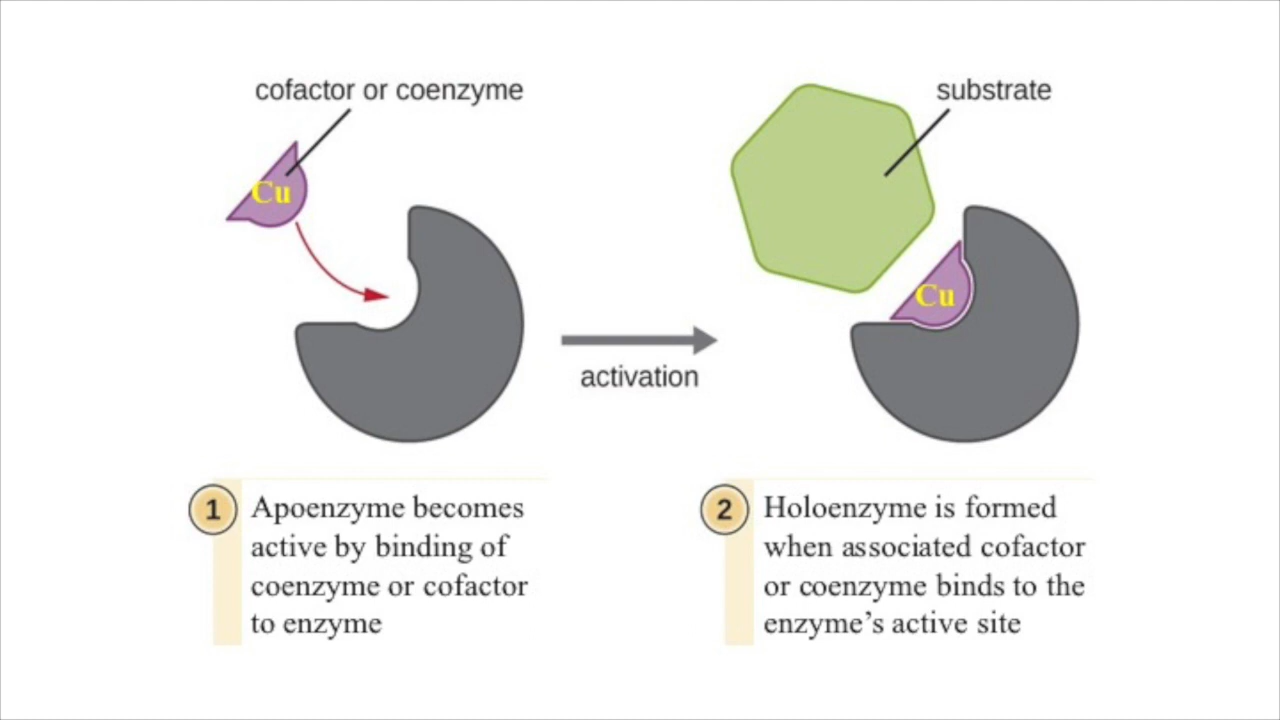 cofactor or coenzyme
substrate
Cu
Cu
activation
1
Apoenzyme becomes
active by binding of
coenzyme or cofactor
to enzyme
2
Holoenzyme is formed
when associated cofactor
or coenzyme binds to the
enzyme’s active site